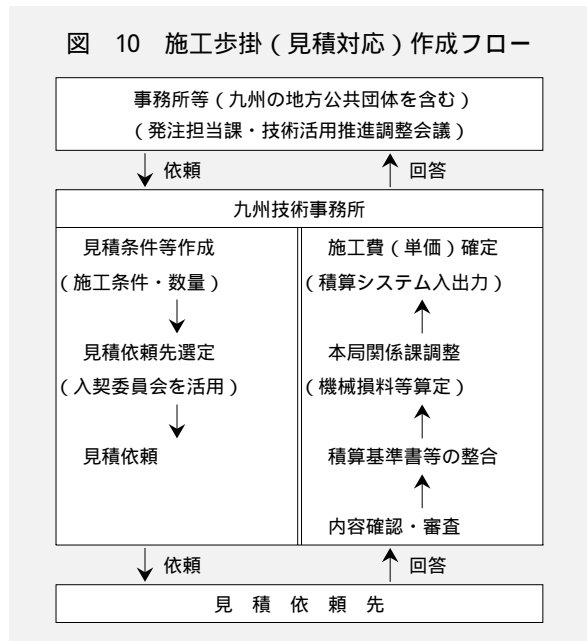 図 10 施工歩掛(見積対応)作成フロー
事務所等(九州の地方公共団体を含む)
(発注担当課・技術活用推進調整会議)
依頼
回答
九州技術事務所
見積条件等作成
(施工条件・数量)
見積依頼先選定
(入契委員会を活用)
見積依頼
施工費(単価)確定
(積算システム入出力)
本局関係課調整
(機械損料等算定)
積算基準書等の整合
内容確認・審査
依頼
回答
見積依頼先